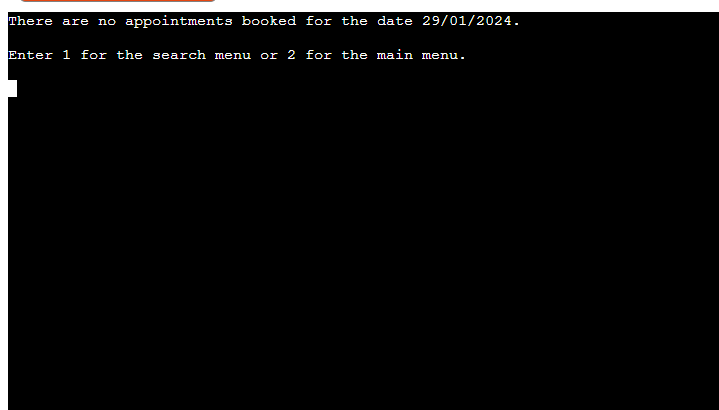 There are no appointments booked for the date 29/01/2024.
Enter 1 for the search menu or 2 for the main menu.